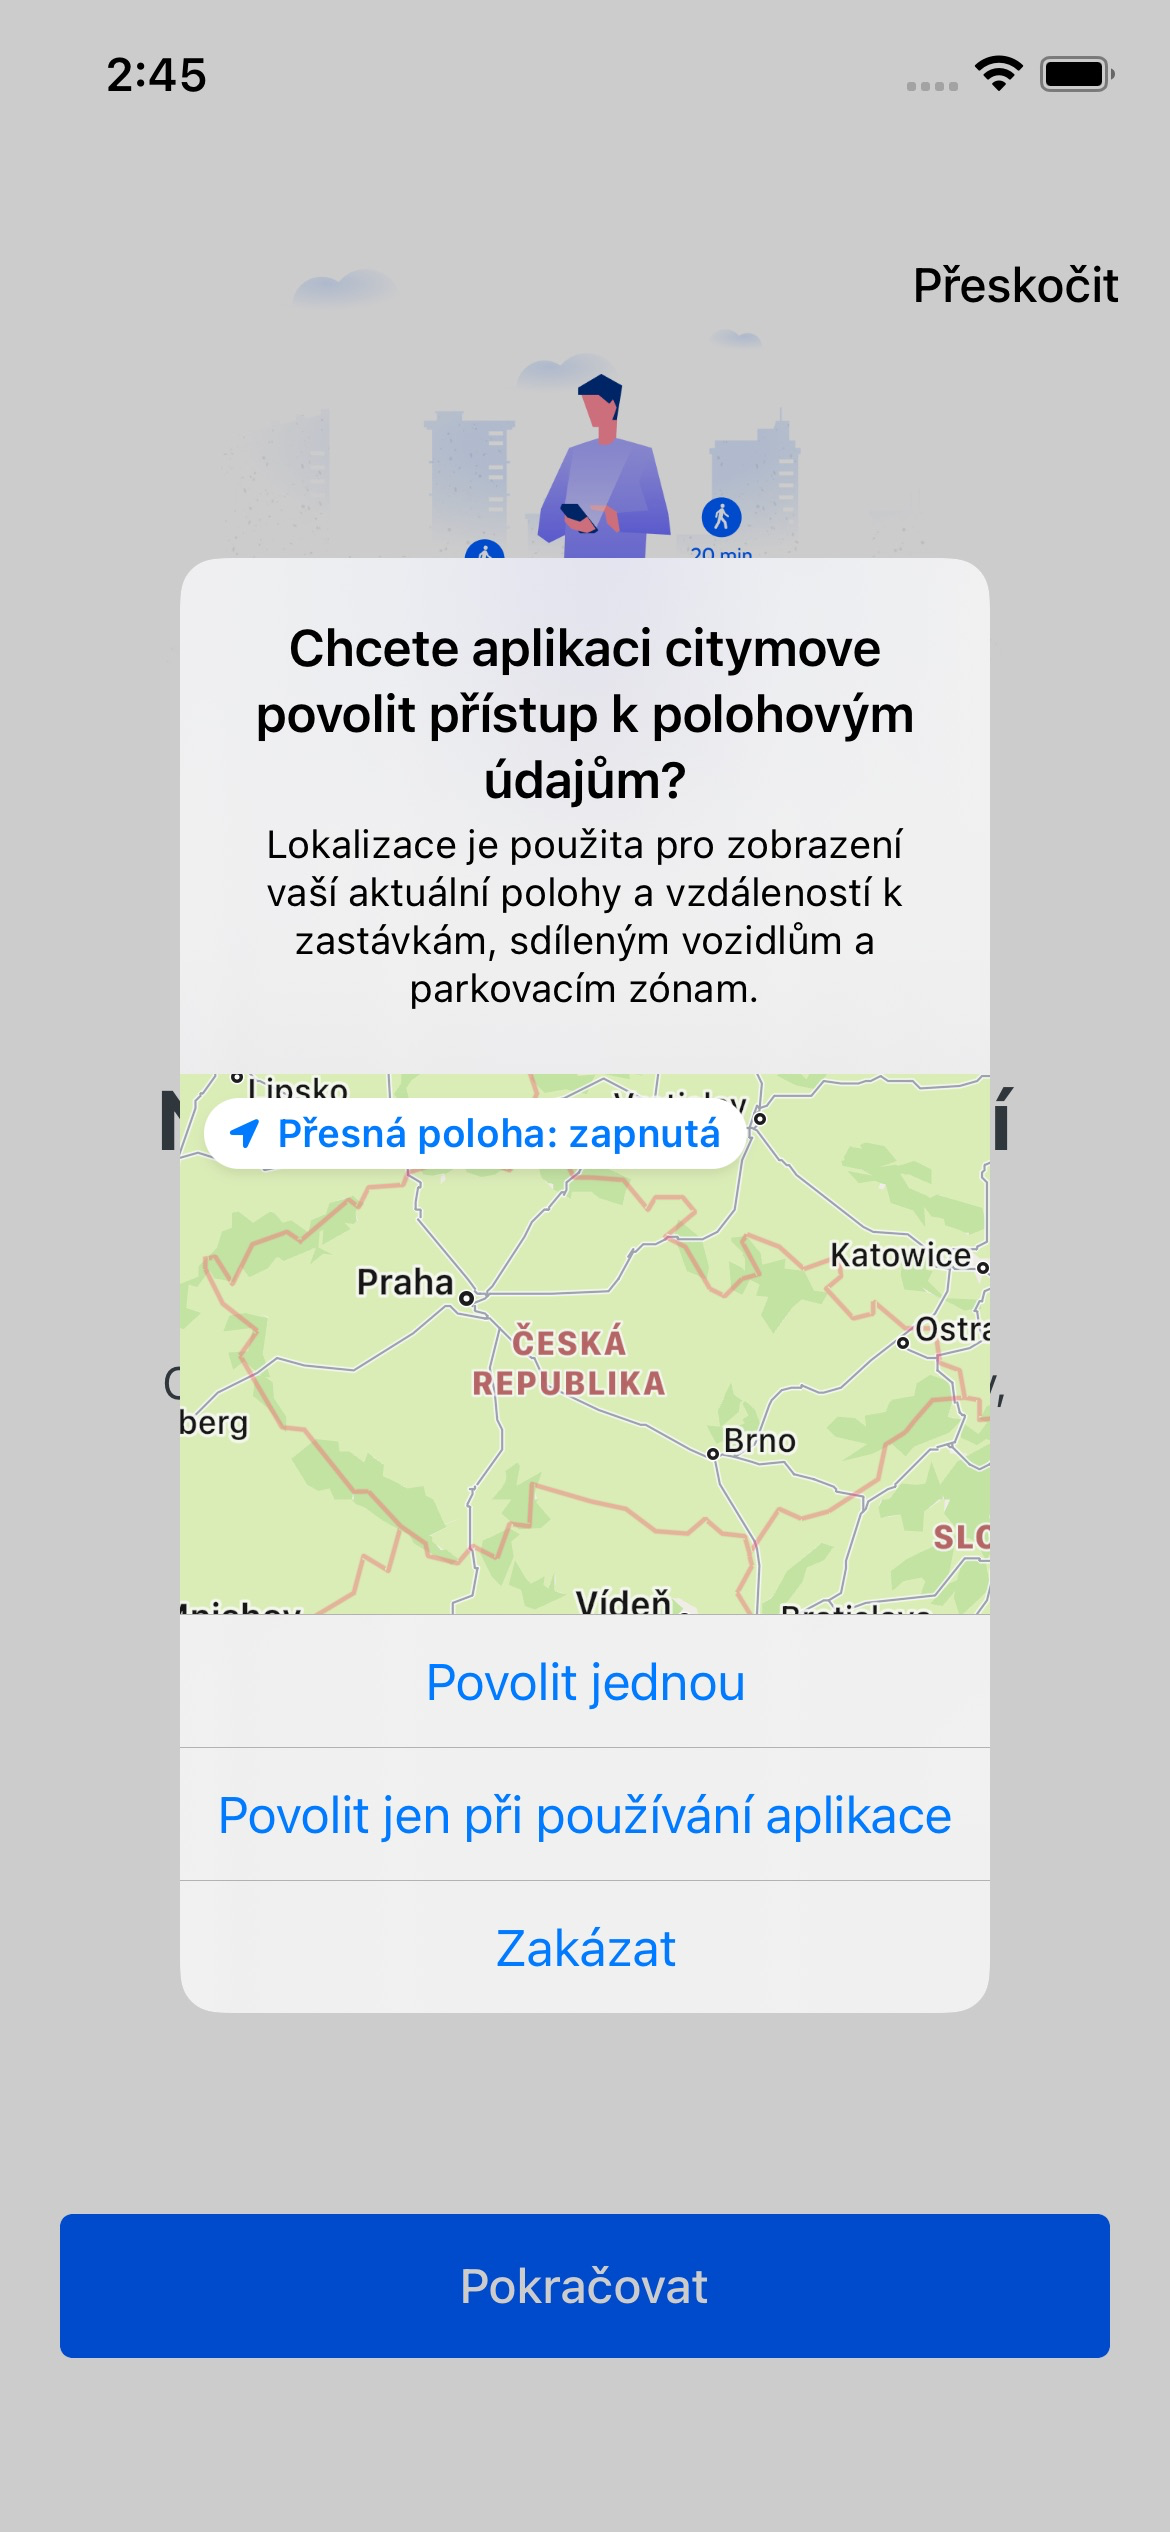 2:45
Přeskočit
20 min
Chcete aplikaci citymove
povolit přístup k polohovým
údajům?
Lokalizace je použita pro zobrazení
vaší aktuální polohy a vzdáleností k
zastávkám, sdíleným vozidlům a
parkovacím zónam.
Lipsko
Přesná poloha: zapnutá
Katowice
Praha
ČESKÁ
REPUBLIKA
berg
Brno
Vídeň
Povolit jednou
Povolit jen při používání aplikace
Zakázat
Pokračovat